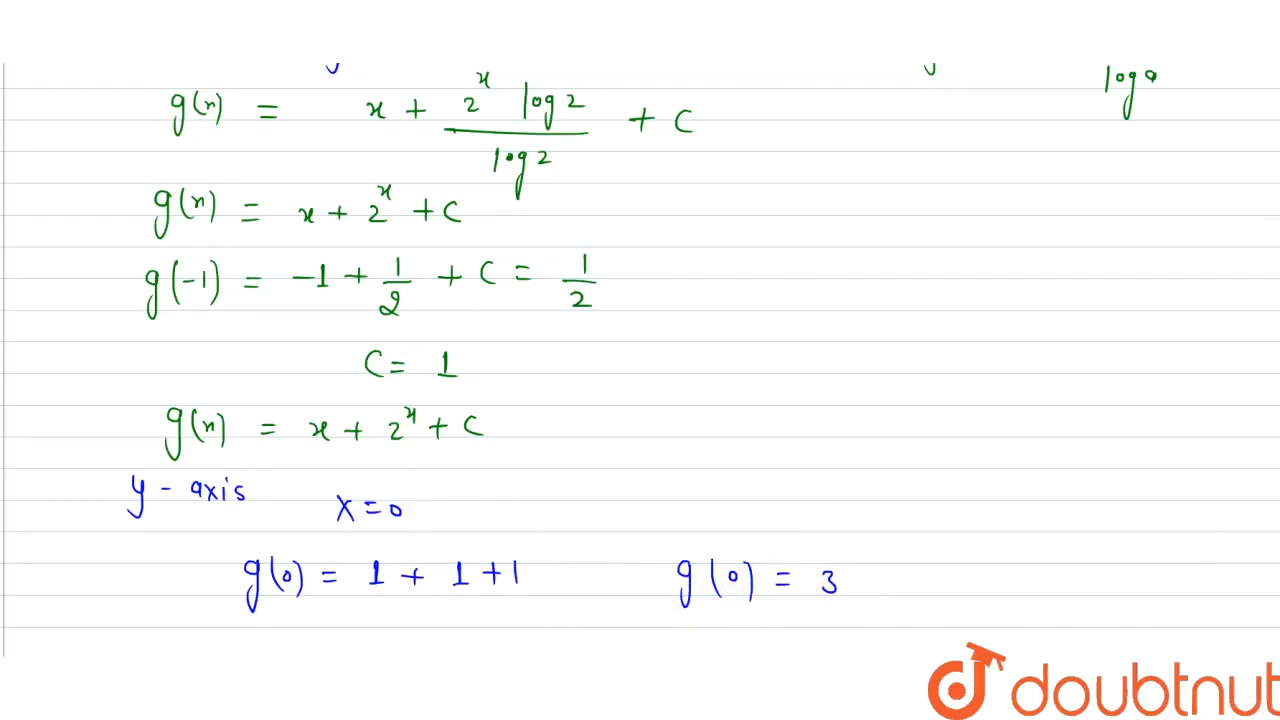 log a
g(x) = x + 2^x log 2 / log 2 + C
g(x) = x + 2^x + C
g(-1) = -1 + 1/2 + C = 1/2
C = 1
g(x) = x + 2^x + C
y - axis x = 0
g(0) = 1 + 1 + 1 g(0) = 3
doubtnut